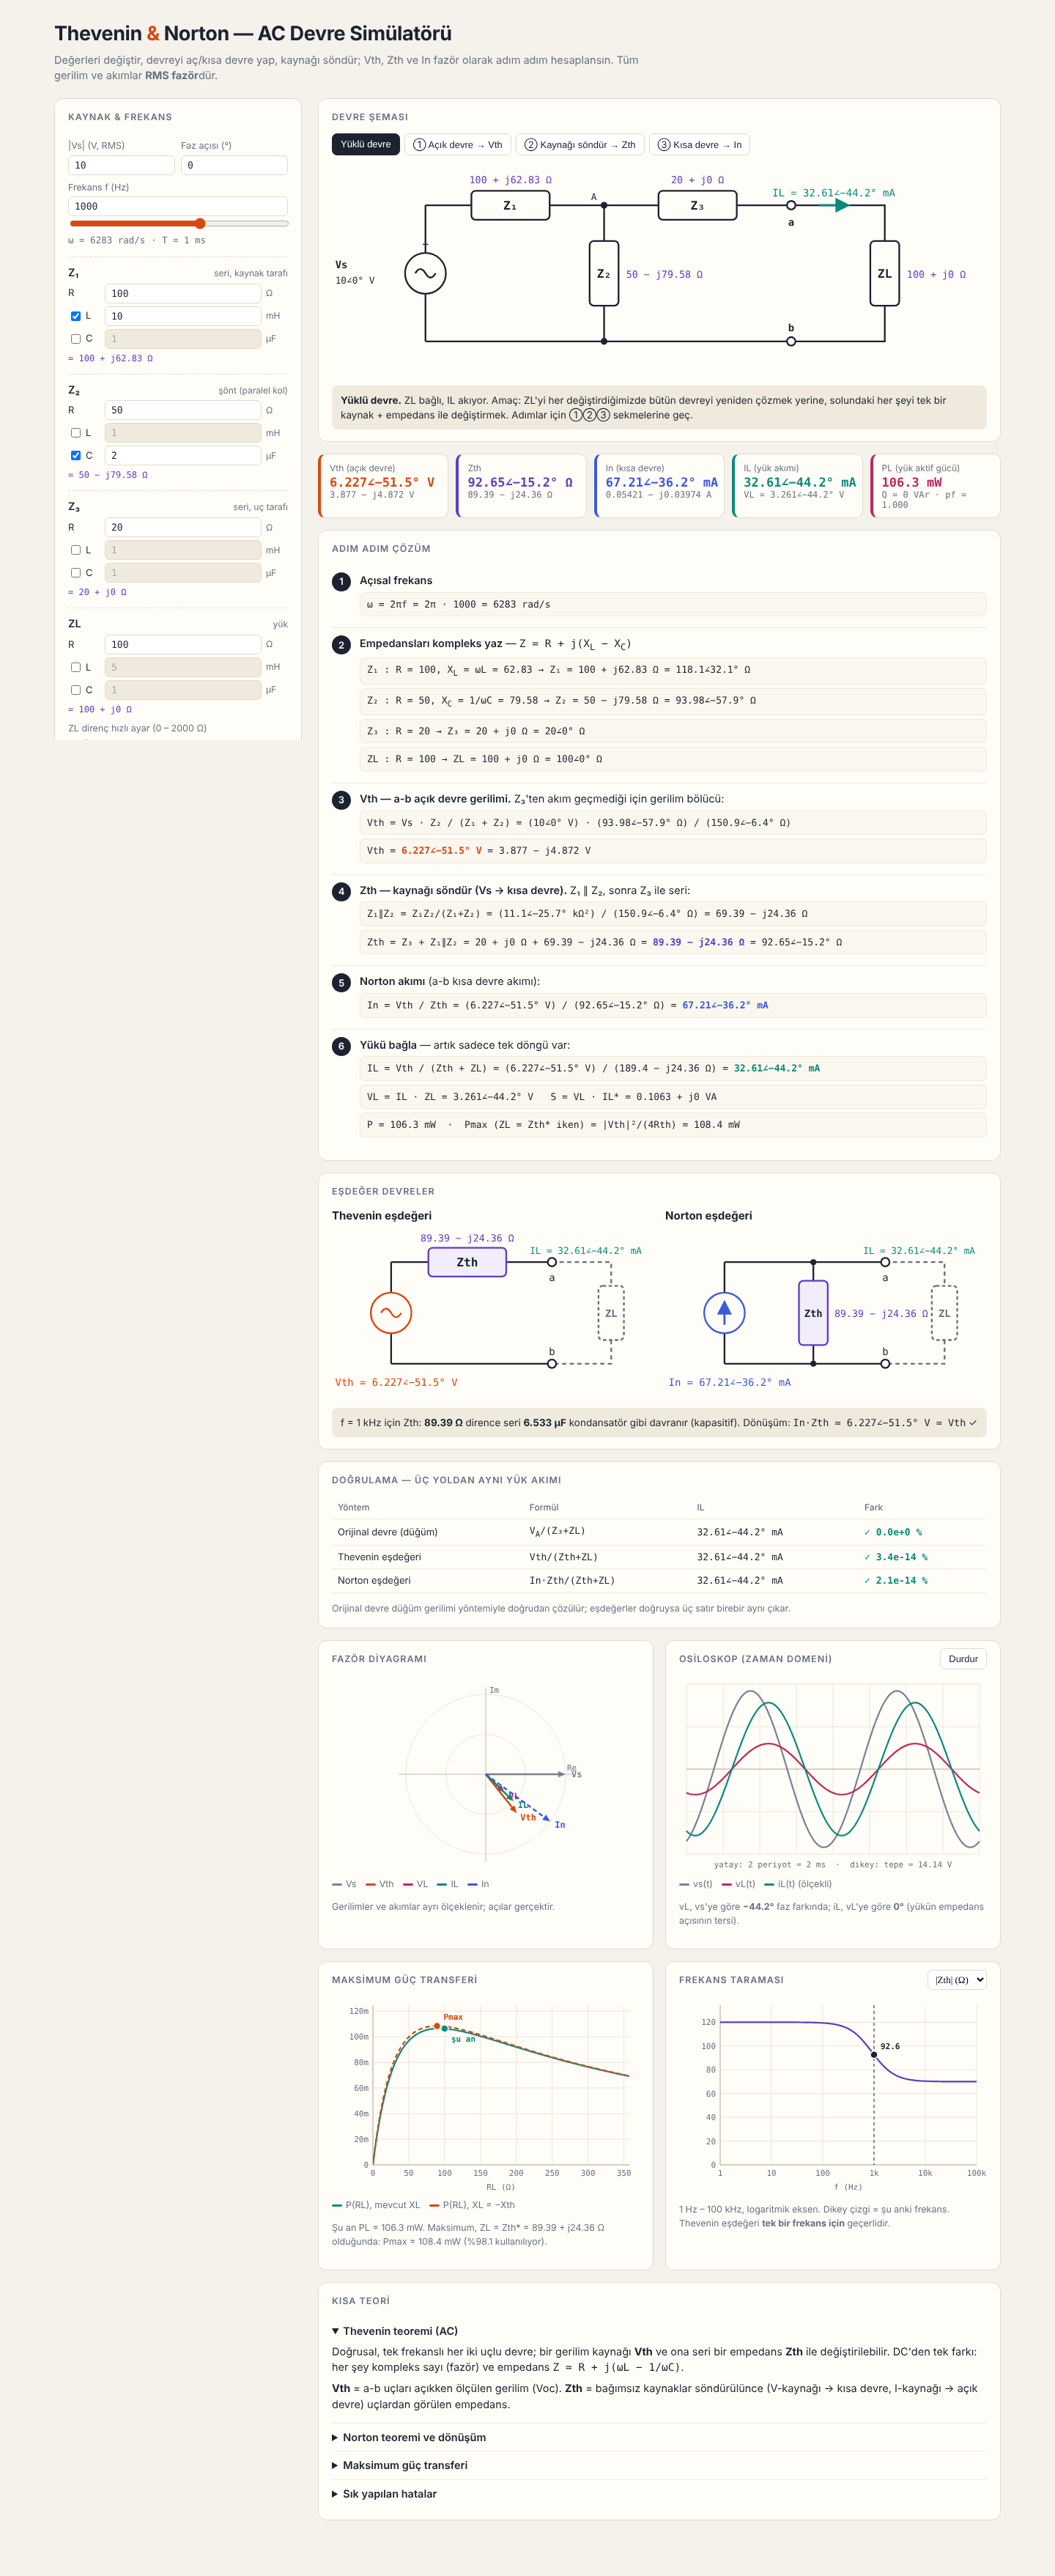 Thevenin & Norton — AC Devre Simülatörü
Değerleri değiştir, devreyi aç/kısa devre yap, kaynağı söndür; Vth, Zth ve In fazör olarak adım adım hesaplansın. Tüm
gerilim ve akımlar RMS fazördür.
KAYNAK & FREKANS
|Vs| (V, RMS)
Faz açısı (°)
10
0
Frekans f (Hz)
1000
ω = 6283 rad/s · T = 1 ms
Z₁ seri, kaynak tarafı
R 100 Ω
L 10 mH
C 1 µF
= 100 + j62.83 Ω
Z₂ şönt (paralel kol)
R 50 Ω
L 1 mH
C 2 µF
= 50 − j79.58 Ω
Z₃ seri, uç tarafı
R 20 Ω
L 1 mH
C 1 µF
= 20 + j0 Ω
ZL yük
R 100 Ω
L 5 mH
C 1 µF
= 100 + j0 Ω
ZL direnç hızlı ayar (0 – 2000 Ω)
DEVRE ŞEMASI
Yüklü devre
① Açık devre → Vth
② Kaynağı söndür → Zth
③ Kısa devre → In
100 + j62.83 Ω
20 + j0 Ω
IL = 32.61∠−44.2° mA
Z₁
A
Z₃
a
+
Vs
10∠0° V
Z₂
50 − j79.58 Ω
ZL
100 + j0 Ω
b
Yüklü devre. ZL bağlı, IL akıyor. Amaç: ZL'yi her değiştirdiğimizde bütün devreyi yeniden çözmek yerine, solundaki her şeyi tek bir
kaynak + empedans ile değiştirmek. Adımlar için ①②③ sekmelerine geç.
Vth (açık devre)
6.227∠−51.5° V
3.877 − j4.872 V
Zth
92.65∠−15.2° Ω
89.39 − j24.36 Ω
In (kısa devre)
67.21∠−36.2° mA
0.05421 − j0.03974 A
IL (yük akımı)
32.61∠−44.2° mA
VL = 3.261∠−44.2° V
PL (yük aktif gücü)
106.3 mW
Q = 0 VAr · pf =
1.000
ADIM ADIM ÇÖZÜM
1 Açısal frekans
ω = 2πf = 2π · 1000 = 6283 rad/s
2 Empedansları kompleks yaz — Z = R + j(XL − XC)
Z₁ : R = 100, XL = ωL = 62.83 → Z₁ = 100 + j62.83 Ω = 118.1∠32.1° Ω
Z₂ : R = 50, XC = 1/ωC = 79.58 → Z₂ = 50 − j79.58 Ω = 93.98∠−57.9° Ω
Z₃ : R = 20 → Z₃ = 20 + j0 Ω = 20∠0° Ω
ZL : R = 100 → ZL = 100 + j0 Ω = 100∠0° Ω
3 Vth — a-b açık devre gerilimi. Z₃'ten akım geçmediği için gerilim bölücü:
Vth = Vs · Z₂ / (Z₁ + Z₂) = (10∠0° V) · (93.98∠−57.9° Ω) / (150.9∠−6.4° Ω)
Vth = 6.227∠−51.5° V = 3.877 − j4.872 V
4 Zth — kaynağı söndür (Vs → kısa devre). Z₁ ∥ Z₂, sonra Z₃ ile seri:
Z₁∥Z₂ = Z₁Z₂/(Z₁+Z₂) = (11.1∠−25.7° kΩ²) / (150.9∠−6.4° Ω) = 69.39 − j24.36 Ω
Zth = Z₃ + Z₁∥Z₂ = 20 + j0 Ω + 69.39 − j24.36 Ω = 89.39 − j24.36 Ω = 92.65∠−15.2° Ω
5 Norton akımı (a-b kısa devre akımı):
In = Vth / Zth = (6.227∠−51.5° V) / (92.65∠−15.2° Ω) = 67.21∠−36.2° mA
6 Yükü bağla — artık sadece tek döngü var:
IL = Vth / (Zth + ZL) = (6.227∠−51.5° V) / (189.4 − j24.36 Ω) = 32.61∠−44.2° mA
VL = IL · ZL = 3.261∠−44.2° V S = VL · IL* = 0.1063 + j0 VA
P = 106.3 mW · Pmax (ZL = Zth* iken) = |Vth|²/(4Rth) = 108.4 mW
EŞDEĞER DEVRELER
Thevenin eşdeğeri
89.39 − j24.36 Ω
IL = 32.61∠−44.2° mA
Zth
a
ZL
b
Vth = 6.227∠−51.5° V
Norton eşdeğeri
IL = 32.61∠−44.2° mA
a
Zth
89.39 − j24.36 Ω
ZL
b
In = 67.21∠−36.2° mA
f = 1 kHz için Zth: 89.39 Ω dirence seri 6.533 µF kondansatör gibi davranır (kapasitif). Dönüşüm: In·Zth = 6.227∠−51.5° V = Vth ✓
DOĞRULAMA — ÜÇ YOLDAN AYNI YÜK AKIMI
Yöntem Formül IL Fark
Orijinal devre (düğüm) VA/(Z₃+ZL) 32.61∠−44.2° mA ✓ 0.0e+0 %
Thevenin eşdeğeri Vth/(Zth+ZL) 32.61∠−44.2° mA ✓ 3.4e-14 %
Norton eşdeğeri In·Zth/(Zth+ZL) 32.61∠−44.2° mA ✓ 2.1e-14 %
Orijinal devre düğüm gerilimi yöntemiyle doğrudan çözülür; eşdeğerler doğruysa üç satır birebir aynı çıkar.
FAZÖR DİYAGRAMI
Im
Re
Vs
IL
Vth
In
Vs Vth VL IL In
Gerilimler ve akımlar ayrı ölçeklenir; açılar gerçektir.
OSİLOSKOP (ZAMAN DOMENİ)
Durdur
yatay: 2 periyot = 2 ms · dikey: tepe = 14.14 V
vs(t) vL(t) iL(t) (ölçekli)
vL, vs'ye göre −44.2° faz farkında; iL, vL'ye göre 0° (yükün empedans
açısının tersi).
MAKSİMUM GÜÇ TRANSFERİ
120m
100m
80m
60m
40m
20m
0
Pmax
şu an
0 50 100 150 200 250 300 350
RL (Ω)
P(RL), mevcut XL P(RL), XL = −Xth
Şu an PL = 106.3 mW. Maksimum, ZL = Zth* = 89.39 + j24.36 Ω
olduğunda: Pmax = 108.4 mW (%98.1 kullanılıyor).
FREKANS TARAMASI
|Zth| (Ω)
120
100
80
60
40
20
0
92.6
1 10 100 1k 10k 100k
f (Hz)
1 Hz – 100 kHz, logaritmik eksen. Dikey çizgi = şu anki frekans.
Thevenin eşdeğeri tek bir frekans için geçerlidir.
KISA TEORİ
▼ Thevenin teoremi (AC)
Doğrusal, tek frekanslı her iki uçlu devre; bir gerilim kaynağı Vth ve ona seri bir empedans Zth ile değiştirilebilir. DC'den tek farkı:
her şey kompleks sayı (fazör) ve empedans Z = R + j(ωL − 1/ωC).
Vth = a-b uçları açıkken ölçülen gerilim (Voc). Zth = bağımsız kaynaklar söndürülünce (V-kaynağı → kısa devre, I-kaynağı → açık
devre) uçlardan görülen empedans.
▶ Norton teoremi ve dönüşüm
▶ Maksimum güç transferi
▶ Sık yapılan hatalar